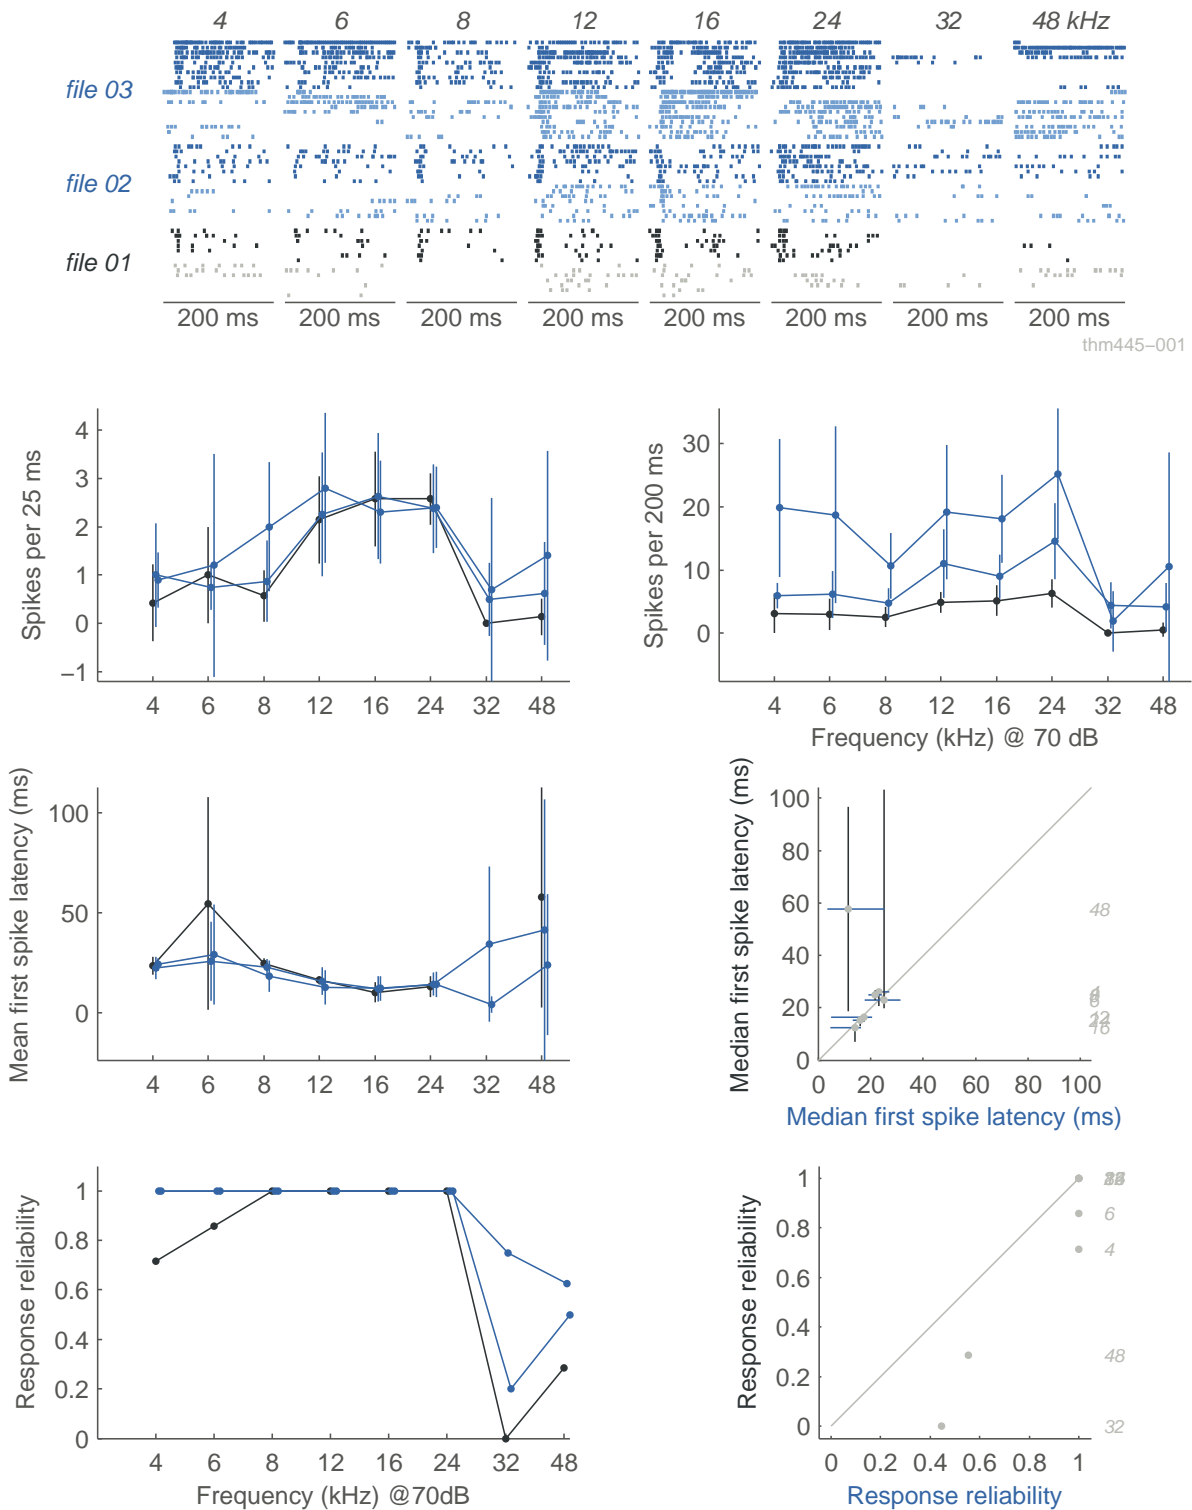 4 6 8 12 16 24 32 48 kHz
file 03
file 02
file 01
200 ms 200 ms 200 ms 200 ms 200 ms 200 ms 200 ms 200 ms
thm445–001
Spikes per 25 ms
4
3
2
1
0
–1
4 6 8 12 16 24 32 48
Spikes per 200 ms
30
20
10
0
4 6 8 12 16 24 32 48
Frequency (kHz) @ 70 dB
Mean first spike latency (ms)
100
50
0
4 6 8 12 16 24 32 48
Median first spike latency (ms)
100
80
60
40
20
0
0 20 40 60 80 100
48
16
Median first spike latency (ms)
Response reliability
1
0.8
0.6
0.4
0.2
0
4 6 8 12 16 24 32 48
Frequency (kHz) @70dB
Response reliability
1
0.8
0.6
0.4
0.2
0
0 0.2 0.4 0.6 0.8 1
6
4
48
32
Response reliability